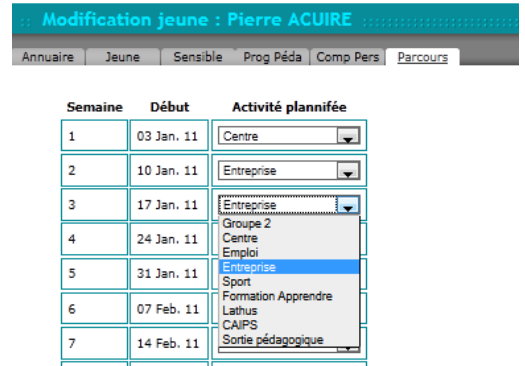 :: Modification jeune : Pierre ACUIRE ::::::::::::::::::::::::
Annuaire Jeune Sensible Prog Péda Comp Pers Parcours
Semaine Début Activité plannifée
1 03 Jan. 11 Centre
2 10 Jan. 11 Entreprise
3 17 Jan. 11 Entreprise
Groupe 2
4 24 Jan. 11 Centre
Emploi
Entreprise
5 31 Jan. 11 Sport
Formation Apprendre
6 07 Feb. 11 Lathus
CAIPS
7 14 Feb. 11 Sortie pédagogique